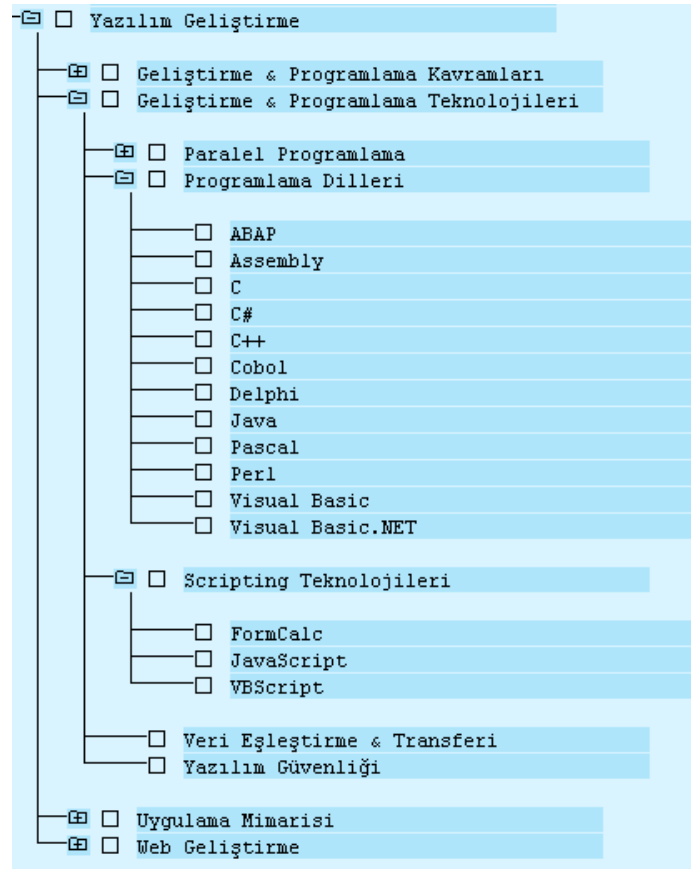 Yazılım Geliştirme
Geliştirme & Programlama Kavramları
Geliştirme & Programlama Teknolojileri
Paralel Programlama
Programlama Dilleri
ABAP
Assembly
C
C#
C++
Cobol
Delphi
Java
Pascal
Perl
Visual Basic
Visual Basic.NET
Scripting Teknolojileri
FormCalc
JavaScript
VBScript
Veri Eşleştirme & Transferi
Yazılım Güvenliği
Uygulama Mimarisi
Web Geliştirme